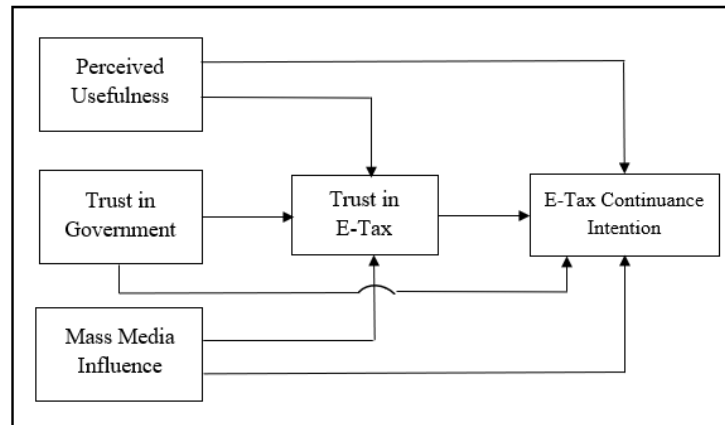 Perceived
Usefulness
Trust in
Government
Trust in
E-Tax
E-Tax Continuance
Intention
Mass Media
Influence